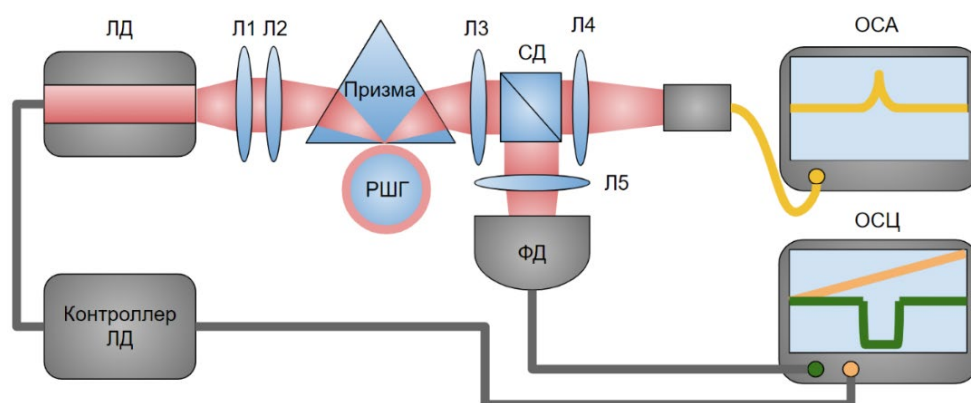 ЛД
Л1
Л2
Призма
РШГ
Л3
СД
Л4
ОСА
Л5
ФД
ОСЦ
Контроллер
ЛД